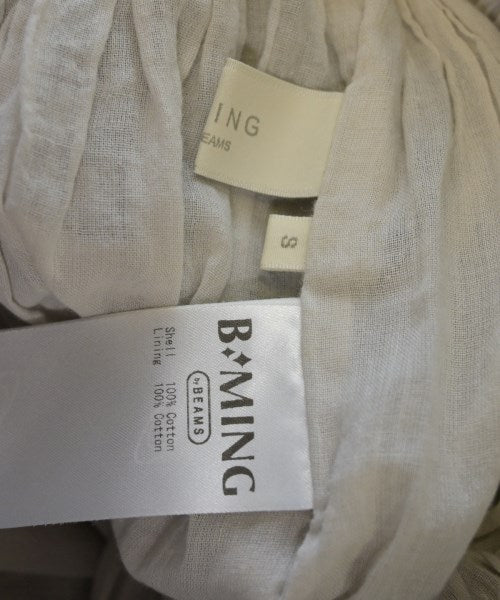 ING
EAMS
S
B MING
by BEAMS
Shell 100% Cotton
Lining 100% Cotton